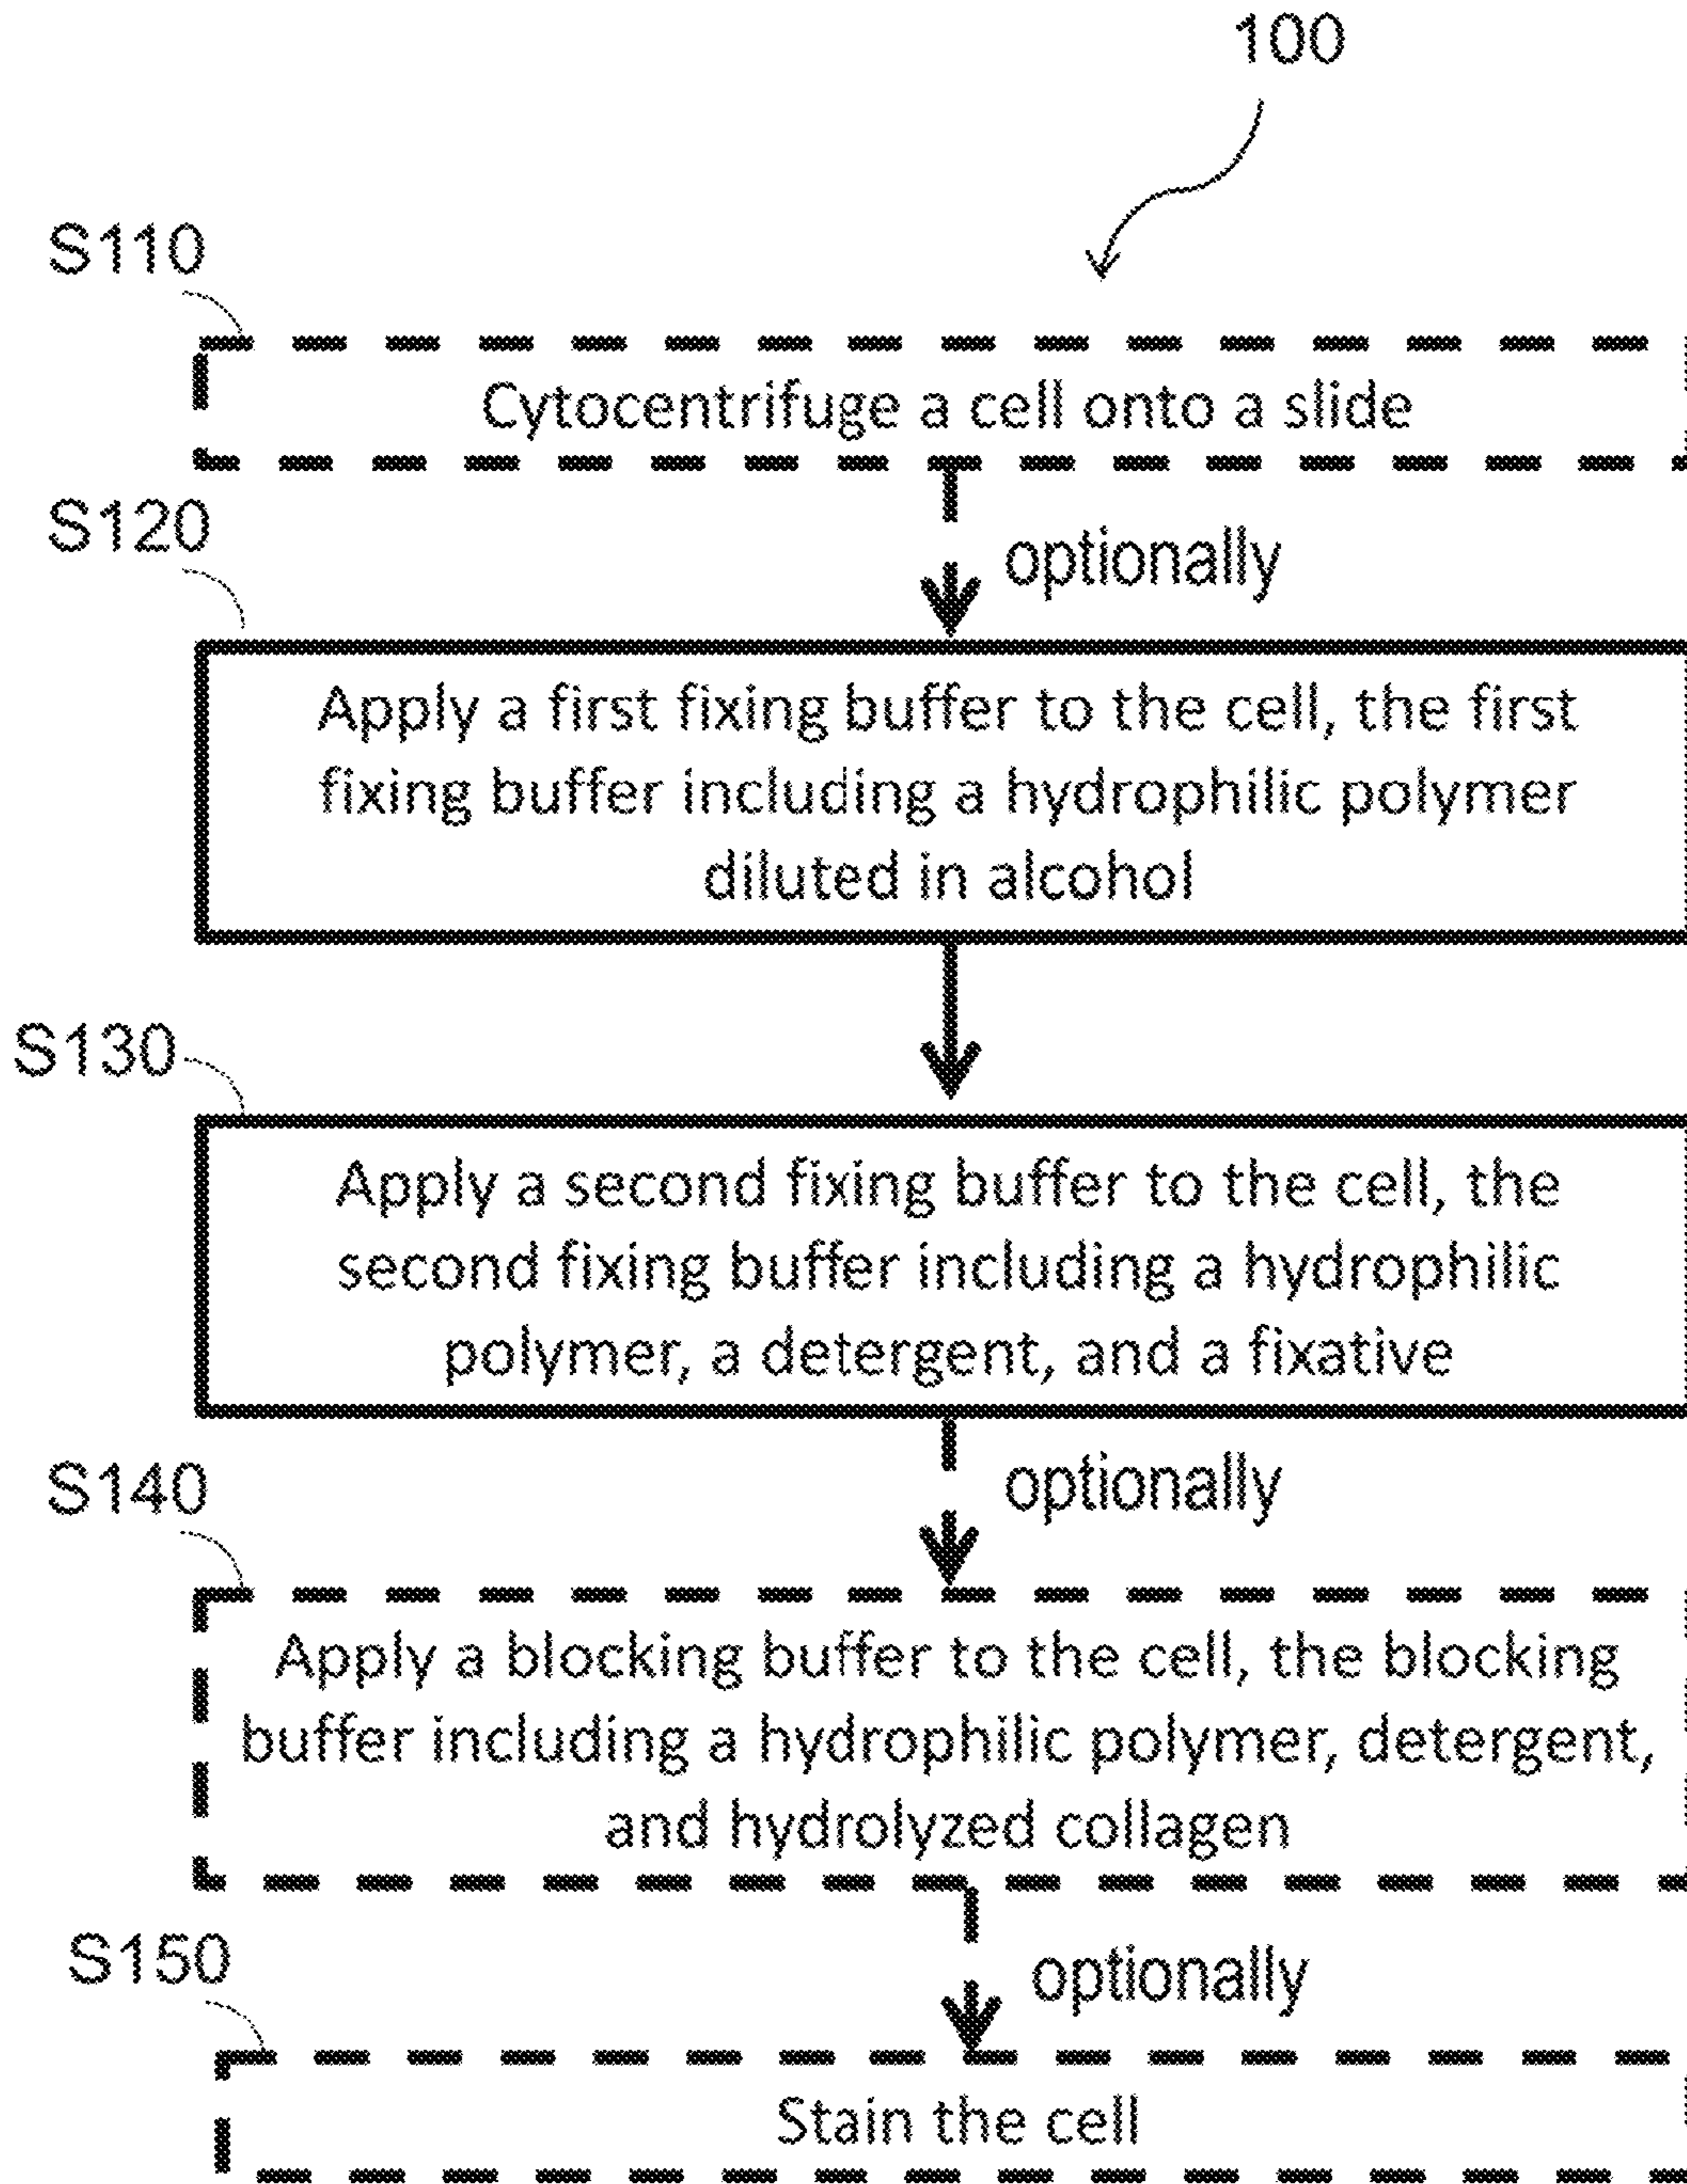 100
S110
Cytocentrifuge a cell onto a slide
optionally
S120
Apply a first fixing buffer to the cell, the first
fixing buffer including a hydrophilic polymer
diluted in alcohol
S130
Apply a second fixing buffer to the cell, the
second fixing buffer including a hydrophilic
polymer, a detergent, and a fixative
optionally
S140
Apply a blocking buffer to the cell, the blocking
buffer including a hydrophilic polymer, detergent,
and hydrolyzed collagen
optionally
S150
Stain the cell